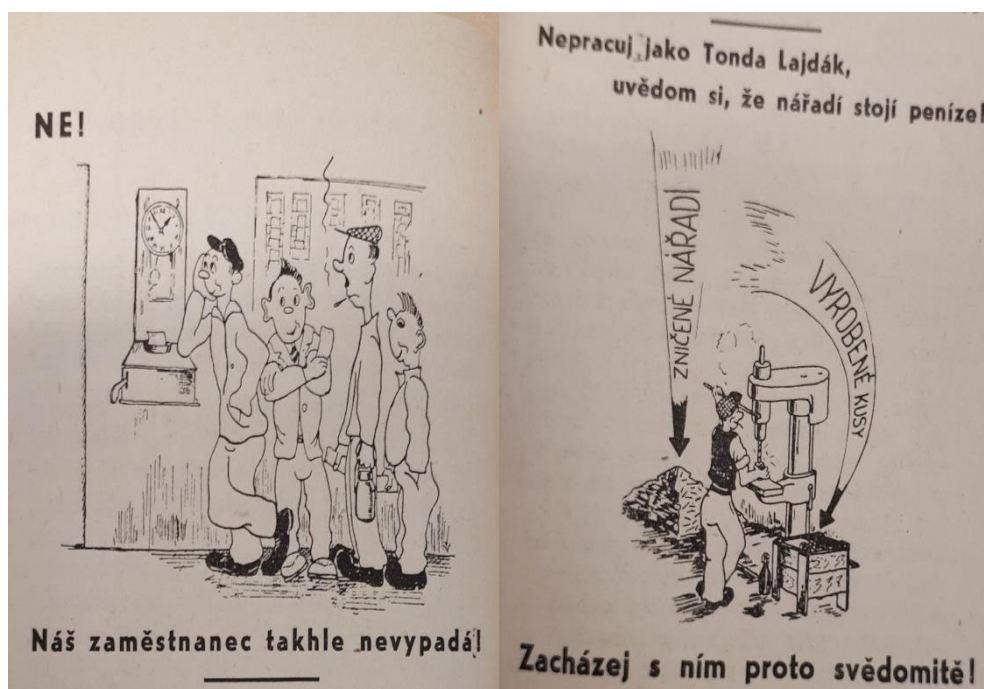 NE!
Náš zaměstnanec takhle nevypadá!
Nepracuj jako Tonda Lajdák,
uvědom si, že nářadí stojí peníze!
ZNIČENÉ NÁŘADÍ
VYROBENÉ KUSY
Zacházej s ním proto svědomitě!